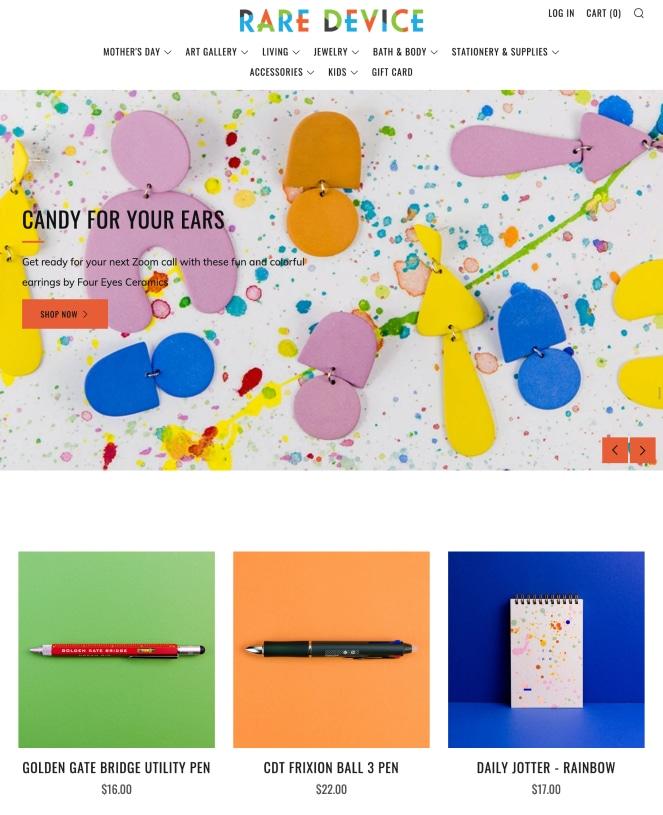 RARE DEVICE
LOG IN CART (0)
MOTHER'S DAY ART GALLERY LIVING JEWELRY BATH & BODY STATIONERY & SUPPLIES
ACCESSORIES KIDS GIFT CARD
CANDY FOR YOUR EARS
Get ready for your next Zoom call with these fun and colorful
earrings by Four Eyes Ceramics
SHOP NOW
GOLDEN GATE BRIDGE
GOLDEN GATE BRIDGE UTILITY PEN
CDT FRIXION BALL 3 PEN
DAILY JOTTER - RAINBOW
$16.00
$22.00
$17.00